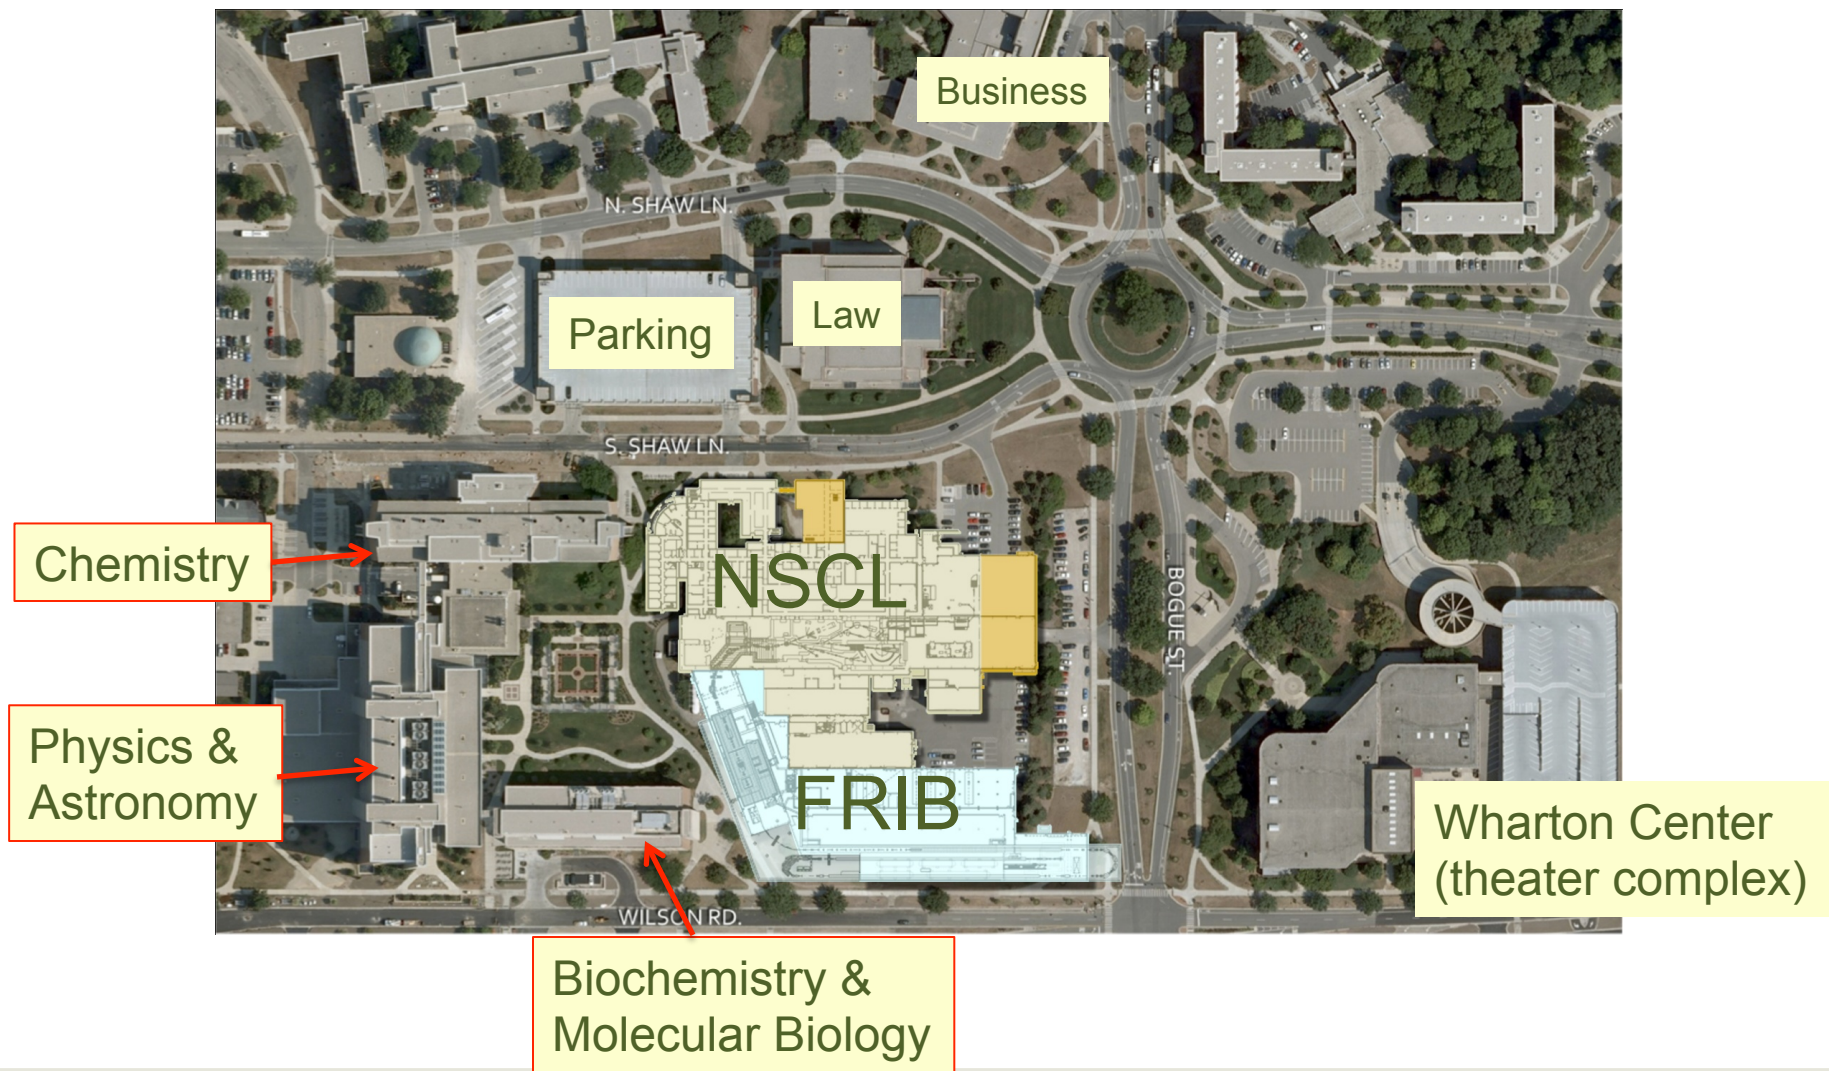 Business
N. SHAW LN.
Parking
Law
S. SHAW LN.
Chemistry
NSCL
BOGUE ST.
Physics &
Astronomy
FRIB
Wharton Center
(theater complex)
WILSON RD.
Biochemistry &
Molecular Biology